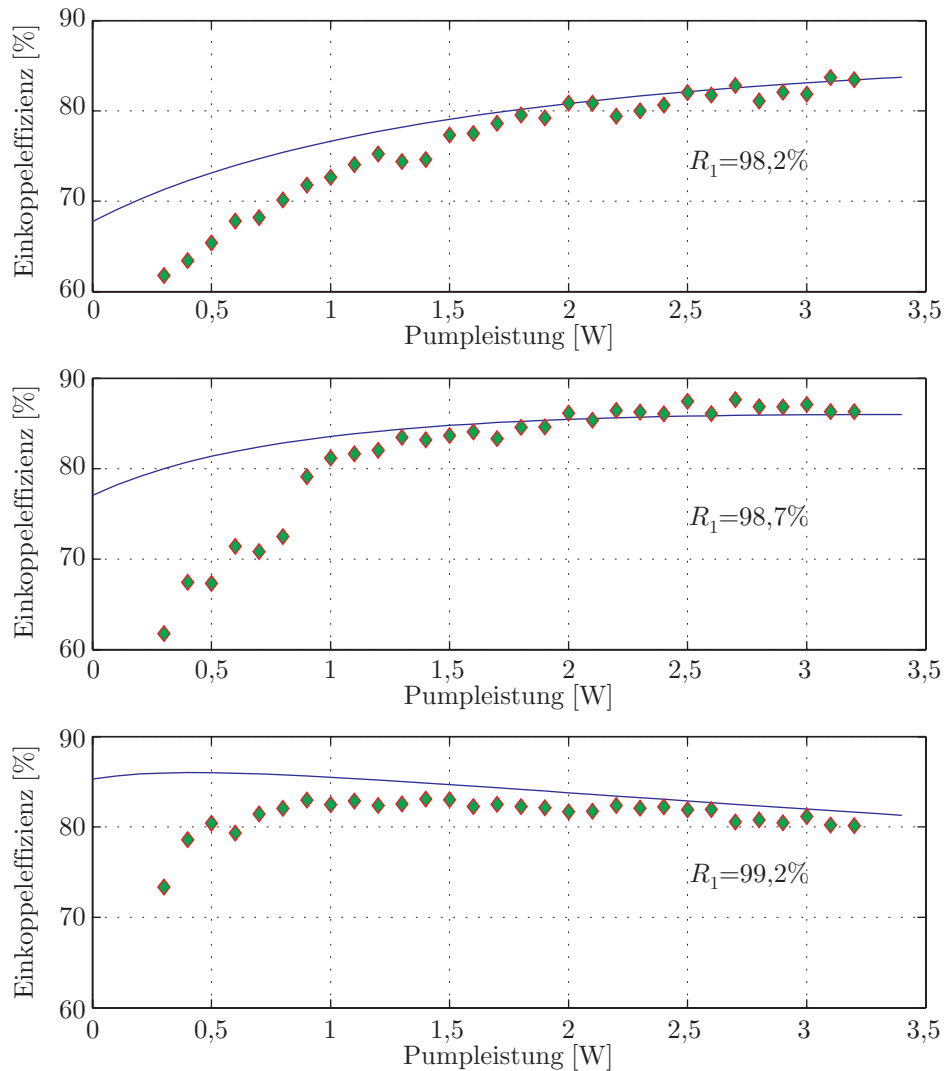 Einkoppeleffizienz [%]
90
80
70
60
R1=98,2%
0 0,5 1 1,5 2 2,5 3 3,5
Pumpleistung [W]
Einkoppeleffizienz [%]
90
80
70
60
R1=98,7%
0 0,5 1 1,5 2 2,5 3 3,5
Pumpleistung [W]
Einkoppeleffizienz [%]
90
80
70
60
R1=99,2%
0 0,5 1 1,5 2 2,5 3 3,5
Pumpleistung [W]